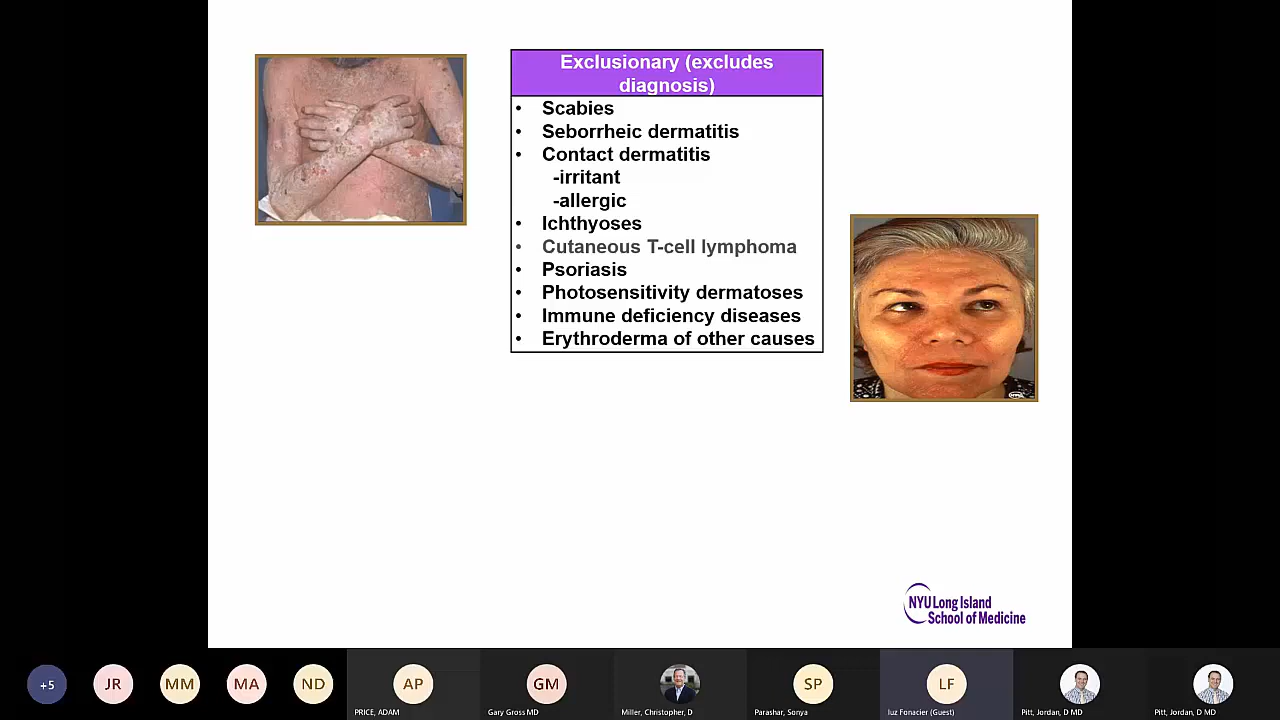 Exclusionary (excludes
diagnosis)
• Scabies
• Seborrheic dermatitis
• Contact dermatitis
-irritant
-allergic
• Ichthyoses
• Cutaneous T-cell lymphoma
• Psoriasis
• Photosensitivity dermatoses
• Immune deficiency diseases
• Erythroderma of other causes
NYU Long Island
School of Medicine
+5
JR
MM
MA
ND
AP
GM
SP
LF
PRICE, ADAM
Gary Gross MD
Miller, Christopher, D
Parashar, Sonya
luz Fonacier (Guest)
Pitt, Jordan, D MD
Pitt, Jordan, D MD